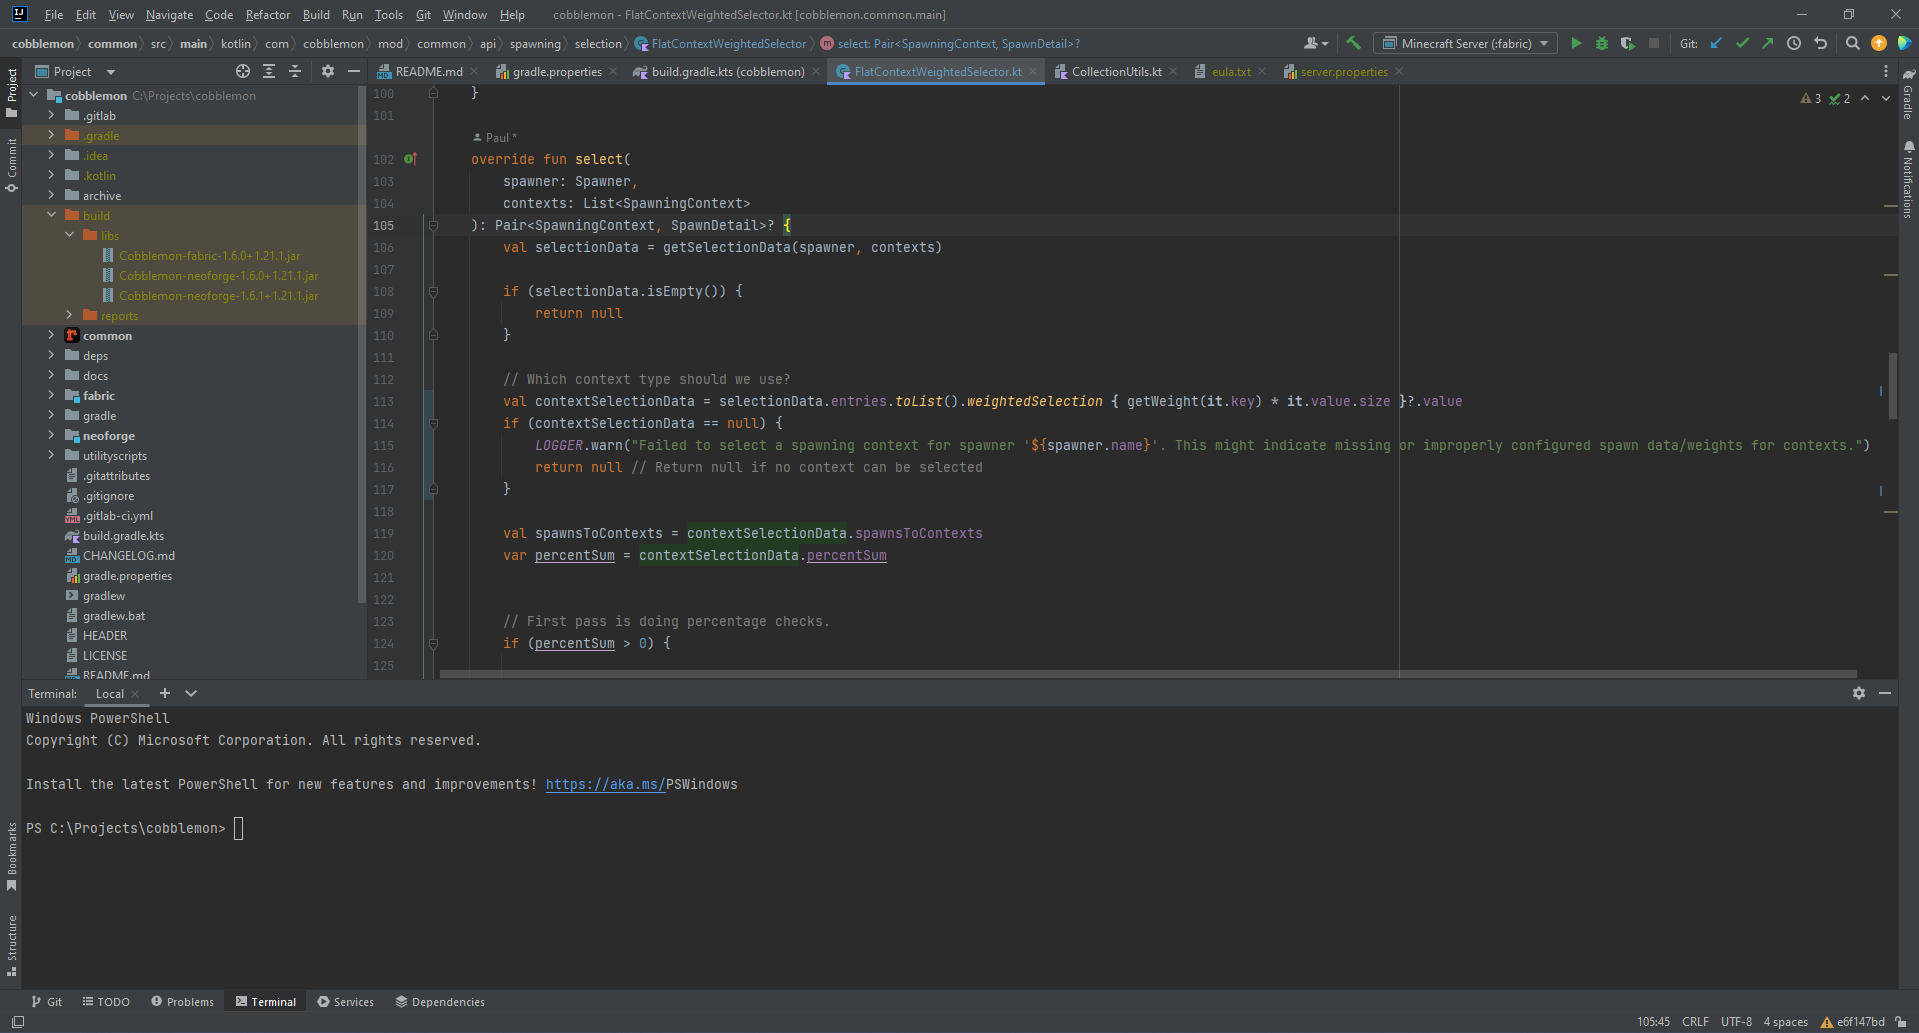 File Edit View Navigate Code Refactor Build Run Tools Git Window Help cobblemon - FlatContextWeightedSelector.kt [cobblemon.common.main]
cobblemon common src main kotlin com cobblemon mod common api spawning selection FlatContextWeightedSelector select: Pair<SpawningContext, SpawnDetail>? Minecraft Server (:fabric) Git:
Project README.md gradle.properties build.gradle.kts (cobblemon) FlatContextWeightedSelector.kt CollectionUtils.kt eula.txt server.properties
Project
Commit
Bookmarks
Structure
Gradle
Notifications
cobblemon C:\Projects\cobblemon
.gitlab
.gradle
.idea
.kotlin
archive
build
libs
Cobblemon-fabric-1.6.0+1.21.1.jar
Cobblemon-neoforge-1.6.0+1.21.1.jar
Cobblemon-neoforge-1.6.1+1.21.1.jar
reports
common
deps
docs
fabric
gradle
neoforge
utilityscripts
.gitattributes
.gitignore
.gitlab-ci.yml
build.gradle.kts
CHANGELOG.md
gradle.properties
gradlew
gradlew.bat
HEADER
LICENSE
README.md
3 2
100 }
101
Paul *
102 override fun select(
103 spawner: Spawner,
104 contexts: List<SpawningContext>
105 ): Pair<SpawningContext, SpawnDetail>? {
106 val selectionData = getSelectionData(spawner, contexts)
107
108 if (selectionData.isEmpty()) {
109 return null
110 }
111
112 // Which context type should we use?
113 val contextSelectionData = selectionData.entries.toList().weightedSelection { getWeight(it.key) * it.value.size }?.value
114 if (contextSelectionData == null) {
115 LOGGER.warn("Failed to select a spawning context for spawner '${spawner.name}'. This might indicate missing or improperly configured spawn data/weights for contexts.")
116 return null // Return null if no context can be selected
117 }
118
119 val spawnsToContexts = contextSelectionData.spawnsToContexts
120 var percentSum = contextSelectionData.percentSum
121
122
123 // First pass is doing percentage checks.
124 if (percentSum > 0) {
125
Terminal: Local
Windows PowerShell
Copyright (C) Microsoft Corporation. All rights reserved.
Install the latest PowerShell for new features and improvements! https://aka.ms/PSWindows
PS C:\Projects\cobblemon>
Git TODO Problems Terminal Services Dependencies
105:45 CRLF UTF-8 4 spaces e6f147bd